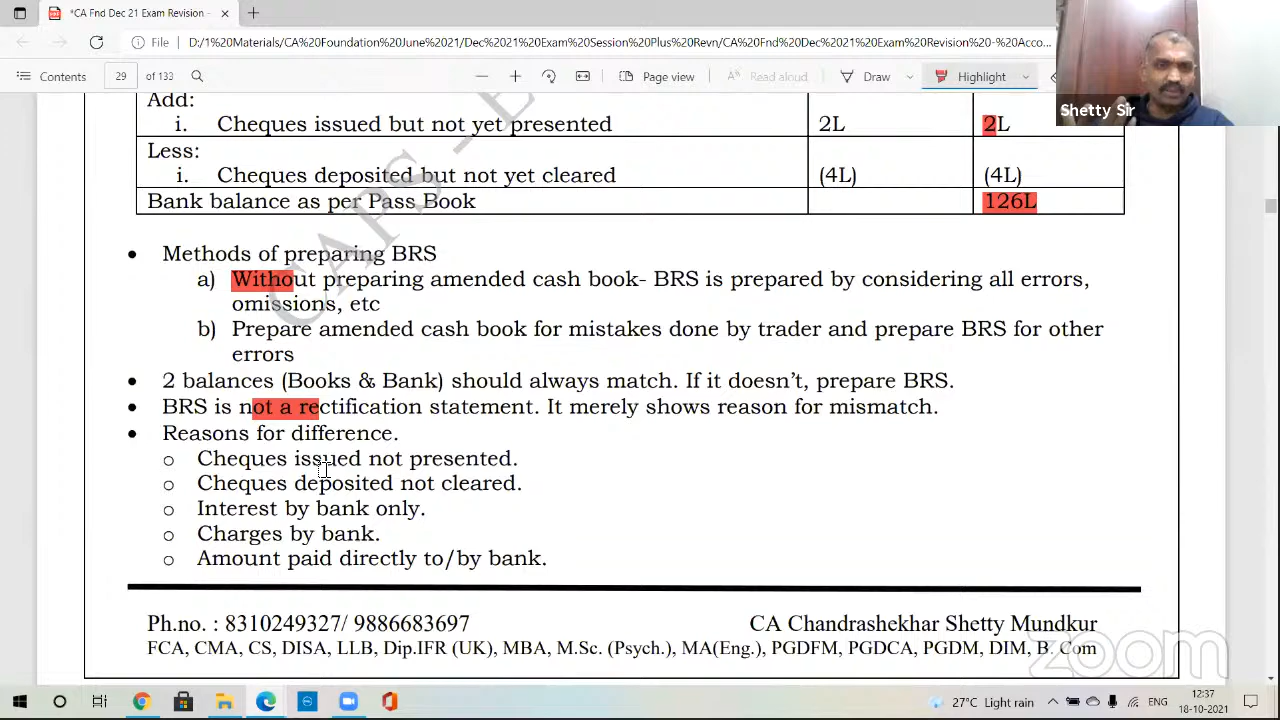 *CA Fnd Dec 21 Exam Revision -
File D:/1%20Materials/CA%20Foundation%20June%2021/Dec%2021%20Exam%20Session%20Plus%20Revn/CA%20Fnd%20Dec%2021%20Exam%20Revision%20-%20Acco...
Contents 29 of 133 Page view Read aloud Draw Highlight
Shetty Sir
Add:
i. Cheques issued but not yet presented 2L 2L
Less:
i. Cheques deposited but not yet cleared (4L) (4L)
Bank balance as per Pass Book 126L
CAPS – E
• Methods of preparing BRS
a) Without preparing amended cash book- BRS is prepared by considering all errors,
omissions, etc
b) Prepare amended cash book for mistakes done by trader and prepare BRS for other
errors
• 2 balances (Books & Bank) should always match. If it doesn't, prepare BRS.
• BRS is not a rectification statement. It merely shows reason for mismatch.
• Reasons for difference.
o Cheques issued not presented.
o Cheques deposited not cleared.
o Interest by bank only.
o Charges by bank.
o Amount paid directly to/by bank.
Ph.no. : 8310249327/ 9886683697 CA Chandrashekhar Shetty Mundkur
FCA, CMA, CS, DISA, LLB, Dip.IFR (UK), MBA, M.Sc. (Psych.), MA(Eng.), PGDFM, PGDCA, PGDM, DIM, B. Com
zoom
27°C Light rain ENG 12:37
18-10-2021